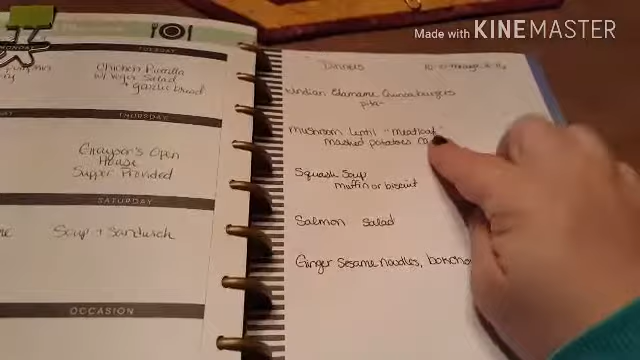 Made with KINEMASTER
MONDAY
TUESDAY
Chicken Piccata
w/ Veggie Salad
+ garlic bread
THURSDAY
Grayson's Open
House
Supper Provided
SATURDAY
Soup + Sandwich
OCCASION
Dinners
Indian Edamame Quinoa burgers
pita
Mushroom Lentil "meatloaf"
mashed potatoes
Squash Soup
muffin or biscuit
Salmon Salad
Ginger Sesame noodles,